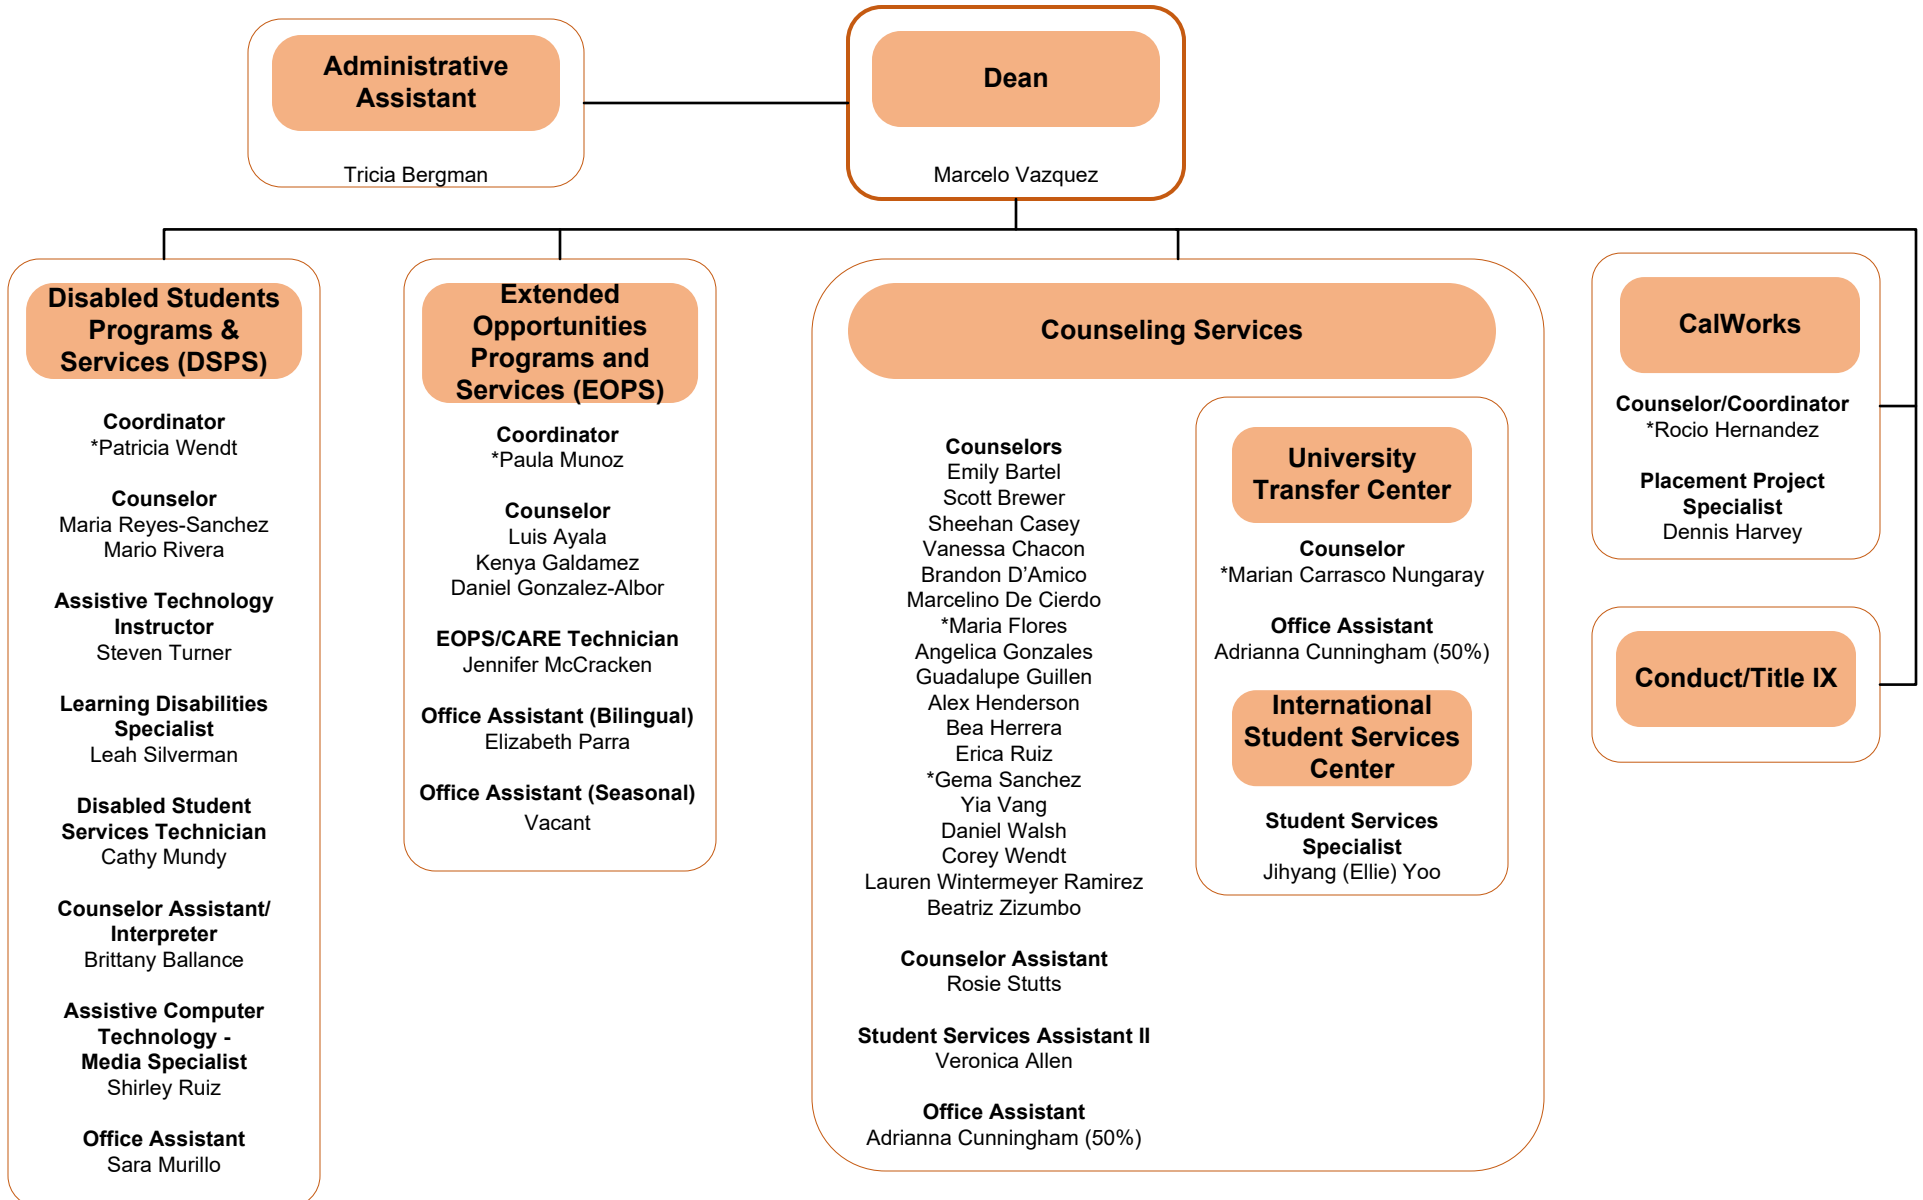 Administrative
Assistant
Tricia Bergman
Dean
Marcelo Vazquez
Disabled Students
Programs &
Services (DSPS)
Coordinator
*Patricia Wendt
Counselor
Maria Reyes-Sanchez
Mario Rivera
Assistive Technology
Instructor
Steven Turner
Learning Disabilities
Specialist
Leah Silverman
Disabled Student
Services Technician
Cathy Mundy
Counselor Assistant/
Interpreter
Brittany Ballance
Assistive Computer
Technology -
Media Specialist
Shirley Ruiz
Office Assistant
Sara Murillo
Extended
Opportunities
Programs and
Services (EOPS)
Coordinator
*Paula Munoz
Counselor
Luis Ayala
Kenya Galdamez
Daniel Gonzalez-Albor
EOPS/CARE Technician
Jennifer McCracken
Office Assistant (Bilingual)
Elizabeth Parra
Office Assistant (Seasonal)
Vacant
Counseling Services
Counselors
Emily Bartel
Scott Brewer
Sheehan Casey
Vanessa Chacon
Brandon D’Amico
Marcelino De Cierdo
*Maria Flores
Angelica Gonzales
Guadalupe Guillen
Alex Henderson
Bea Herrera
Erica Ruiz
*Gema Sanchez
Yia Vang
Daniel Walsh
Corey Wendt
Lauren Wintermeyer Ramirez
Beatriz Zizumbo
Counselor Assistant
Rosie Stutts
Student Services Assistant II
Veronica Allen
Office Assistant
Adrianna Cunningham (50%)
University
Transfer Center
Counselor
*Marian Carrasco Nungaray
Office Assistant
Adrianna Cunningham (50%)
International
Student Services
Center
Student Services
Specialist
Jihyang (Ellie) Yoo
CalWorks
Counselor/Coordinator
*Rocio Hernandez
Placement Project
Specialist
Dennis Harvey
Conduct/Title IX